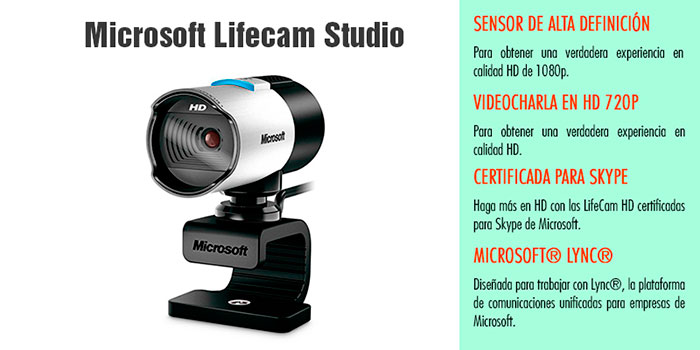 Microsoft Lifecam Studio
HD
Microsoft
Microsoft
SENSOR DE ALTA DEFINICIÓN
Para obtener una verdadera experiencia en
calidad HD de 1080p.
VIDEOCHARLA EN HD 720P
Para obtener una verdadera experiencia en
calidad HD.
CERTIFICADA PARA SKYPE
Haga más en HD con las LifeCam HD certificadas
para Skype de Microsoft.
MICROSOFT® LYNC®
Diseñada para trabajar con Lync®, la plataforma
de comunicaciones unificadas para empresas de
Microsoft.